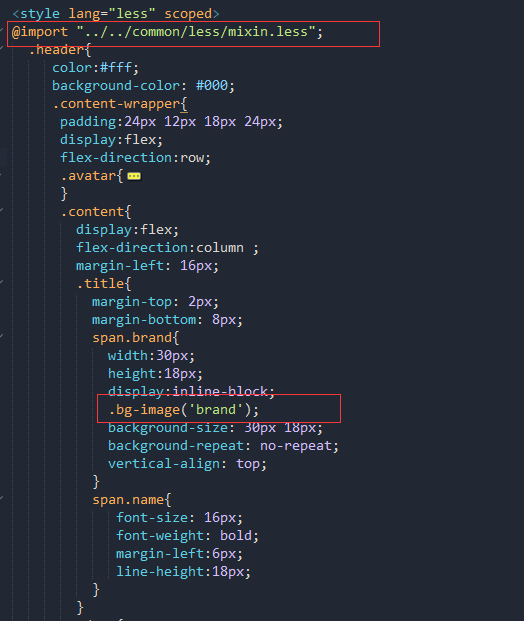 <style lang="less" scoped>
@import "../../common/less/mixin.less";
.header{
color:#fff;
background-color: #000;
.content-wrapper{
padding:24px 12px 18px 24px;
display:flex;
flex-direction:row;
.avatar{
}
.content{
display:flex;
flex-direction:column ;
margin-left: 16px;
.title{
margin-top: 2px;
margin-bottom: 8px;
span.brand{
width:30px;
height:18px;
display:inline-block;
.bg-image('brand');
background-size: 30px 18px;
background-repeat: no-repeat;
vertical-align: top;
}
span.name{
font-size: 16px;
font-weight: bold;
margin-left:6px;
line-height:18px;
}
}